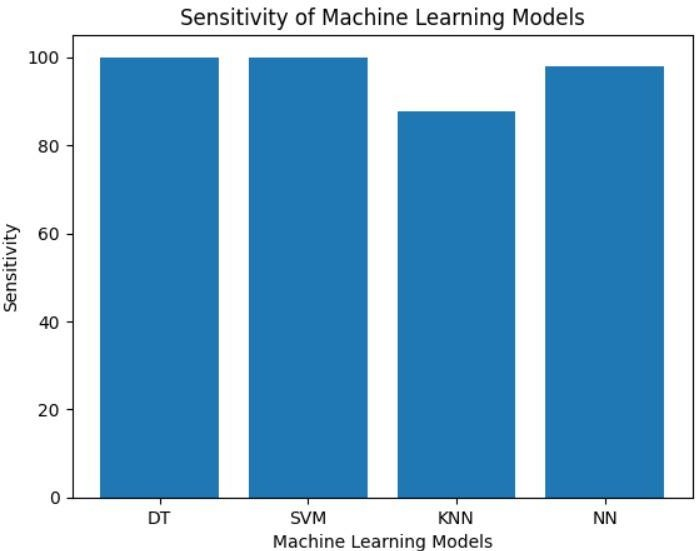 Sensitivity of Machine Learning Models
100
80
60
40
20
0
Sensitivity
DT SVM KNN NN
Machine Learning Models